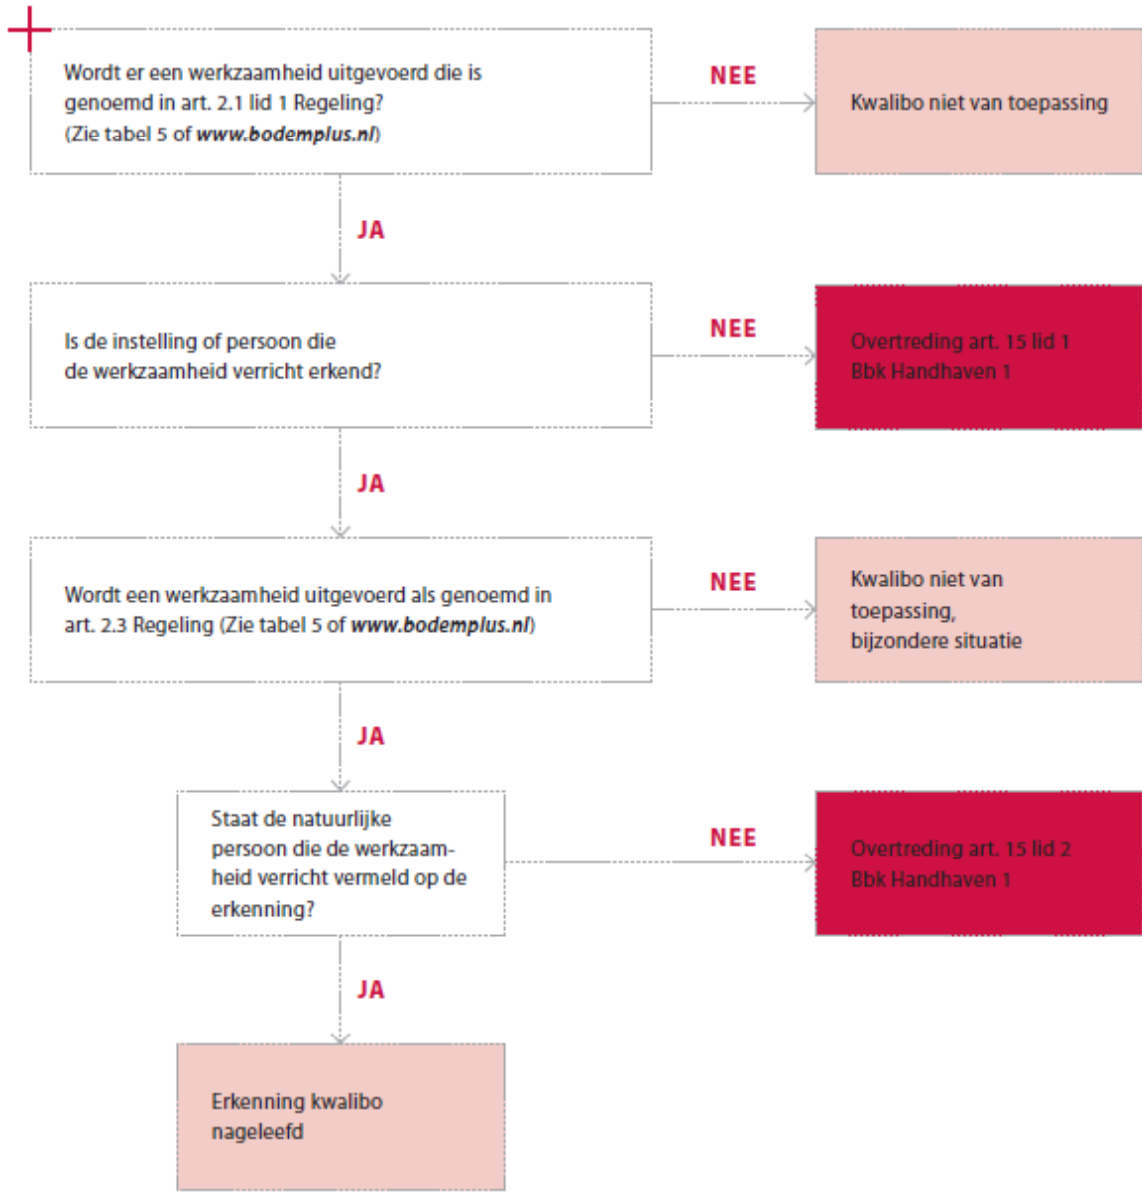 Wordt er een werkzaamheid uitgevoerd die is
genoemd in art. 2.1 lid 1 Regeling?
(Zie tabel 5 of www.bodemplus.nl)
NEE
Kwalibo niet van toepassing
JA
Is de instelling of persoon die
de werkzaamheid verricht erkend?
NEE
Overtreding art. 15 lid 1
Bbk Handhaven 1
JA
Wordt een werkzaamheid uitgevoerd als genoemd in
art. 2.3 Regeling (Zie tabel 5 of www.bodemplus.nl)
NEE
Kwalibo niet van
toepassing,
bijzondere situatie
JA
Staat de natuurlijke
persoon die de werkzaam-
heid verricht vermeld op de
erkenning?
NEE
Overtreding art. 15 lid 2
Bbk Handhaven 1
JA
Erkenning kwalibo
nageleefd